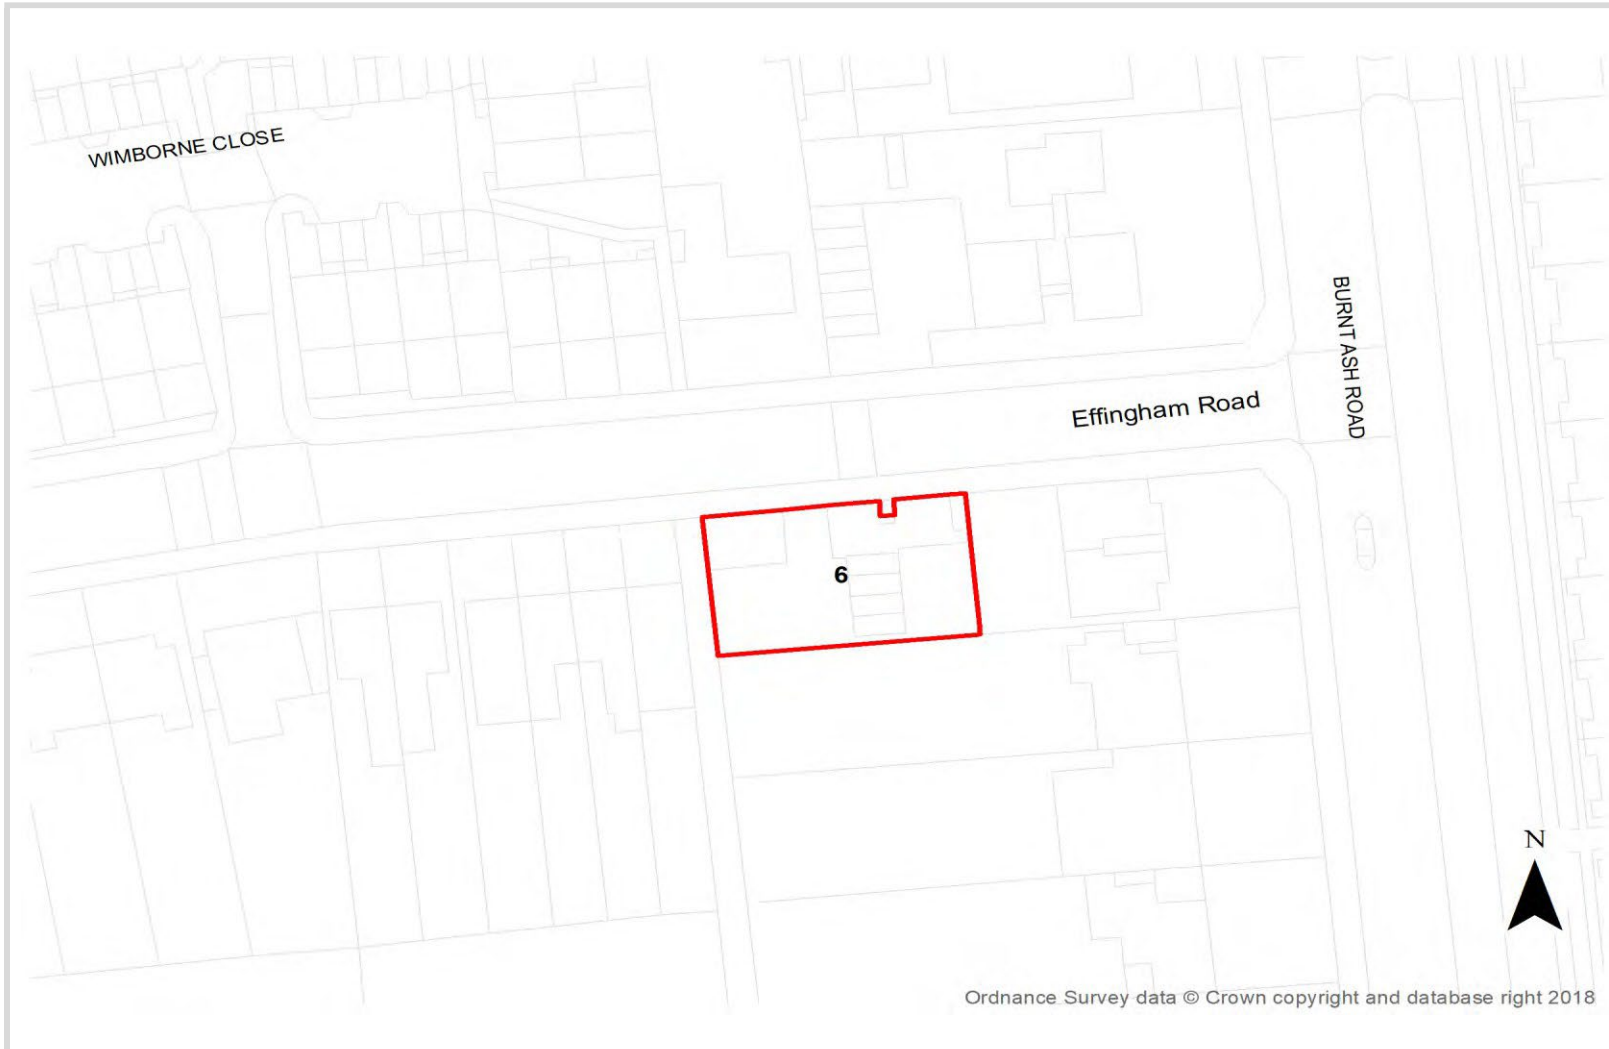 WIMBORNE CLOSE
BURNT ASH ROAD
Effingham Road
6
N
Ordnance Survey data © Crown copyright and database right 2018